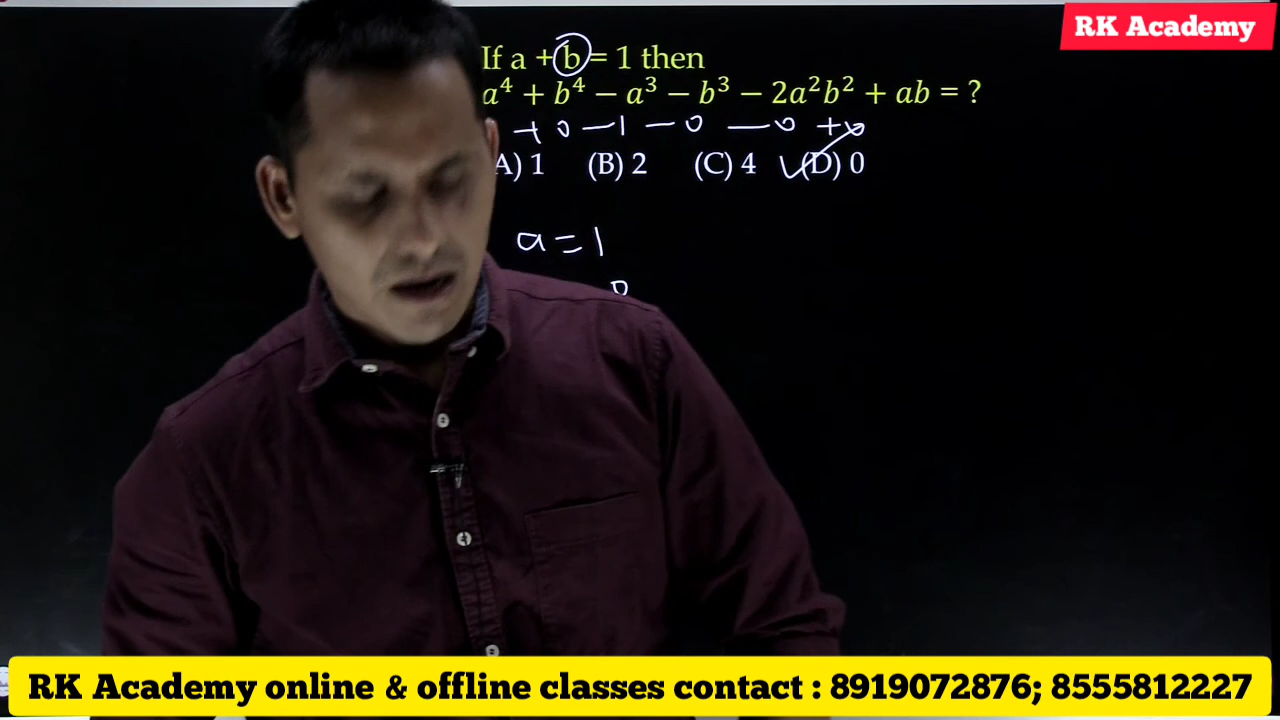 RK Academy
If a + b = 1 then
a⁴ + b⁴ − a³ − b³ − 2a²b² + ab = ?
+ 0 − 1 − 0 − 0 + 0
A) 1 (B) 2 (C) 4 (D) 0
a = 1
RK Academy online & offline classes contact : 8919072876; 8555812227